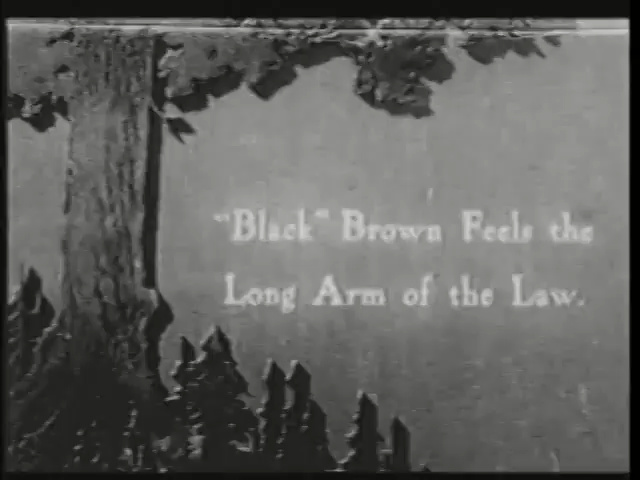 "Black" Brown Feels the
Long Arm of the Law.